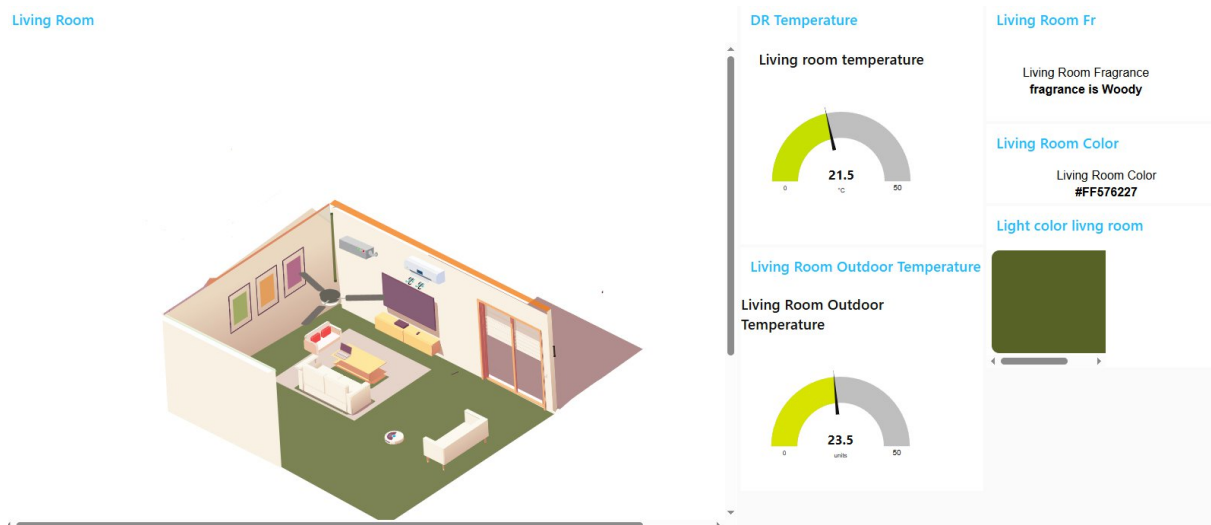 Living Room
DR Temperature
Living room temperature
21.5
°C
0
50
Living Room Outdoor Temperature
Living Room Outdoor
Temperature
23.5
units
0
50
Living Room Fr
Living Room Fragrance
fragrance is Woody
Living Room Color
Living Room Color
#FF576227
Light color livng room